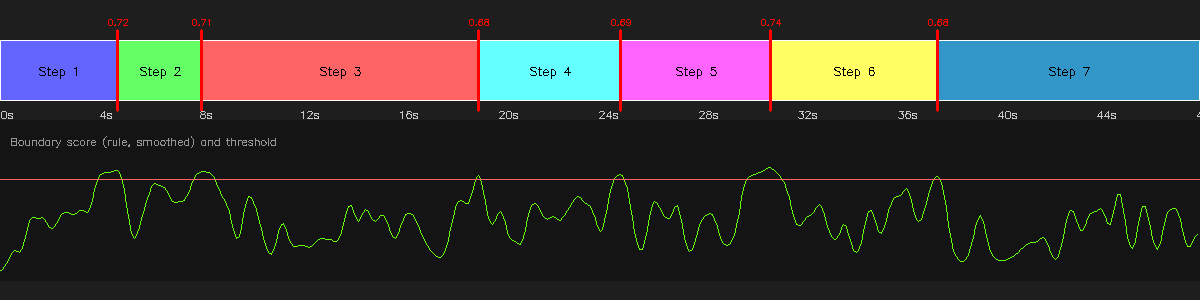 0.72 0.71 0.68 0.69 0.74 0.68
Step 1 Step 2 Step 3 Step 4 Step 5 Step 6 Step 7
0s 4s 8s 12s 16s 20s 24s 28s 32s 36s 40s 44s 4
Boundary score (rule, smoothed) and threshold